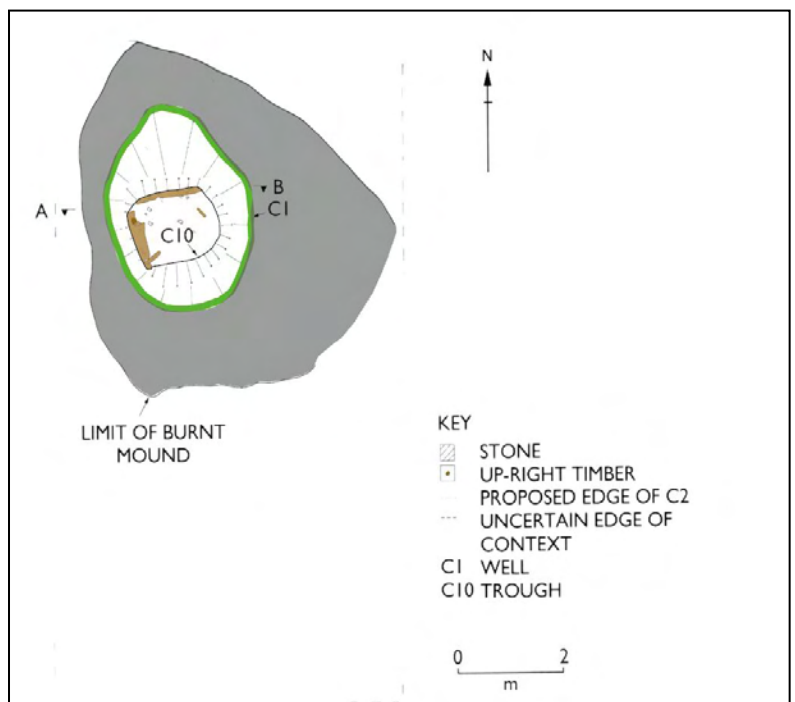 N
B
A
C1
C10
LIMIT OF BURNT
MOUND
KEY
STONE
UP-RIGHT TIMBER
PROPOSED EDGE OF C2
UNCERTAIN EDGE OF
CONTEXT
C1 WELL
C10 TROUGH
0 2
m